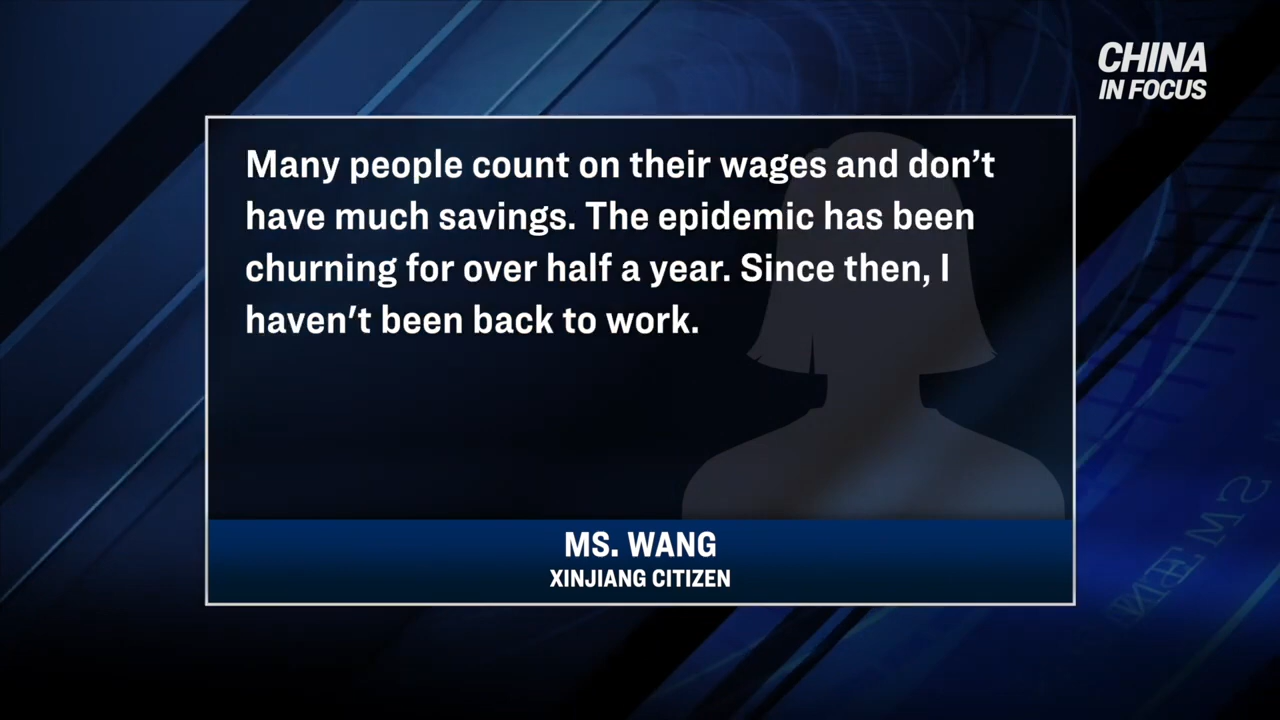 CHINA
IN FOCUS
Many people count on their wages and don’t
have much savings. The epidemic has been
churning for over half a year. Since then, I
haven’t been back to work.
MS. WANG
XINJIANG CITIZEN